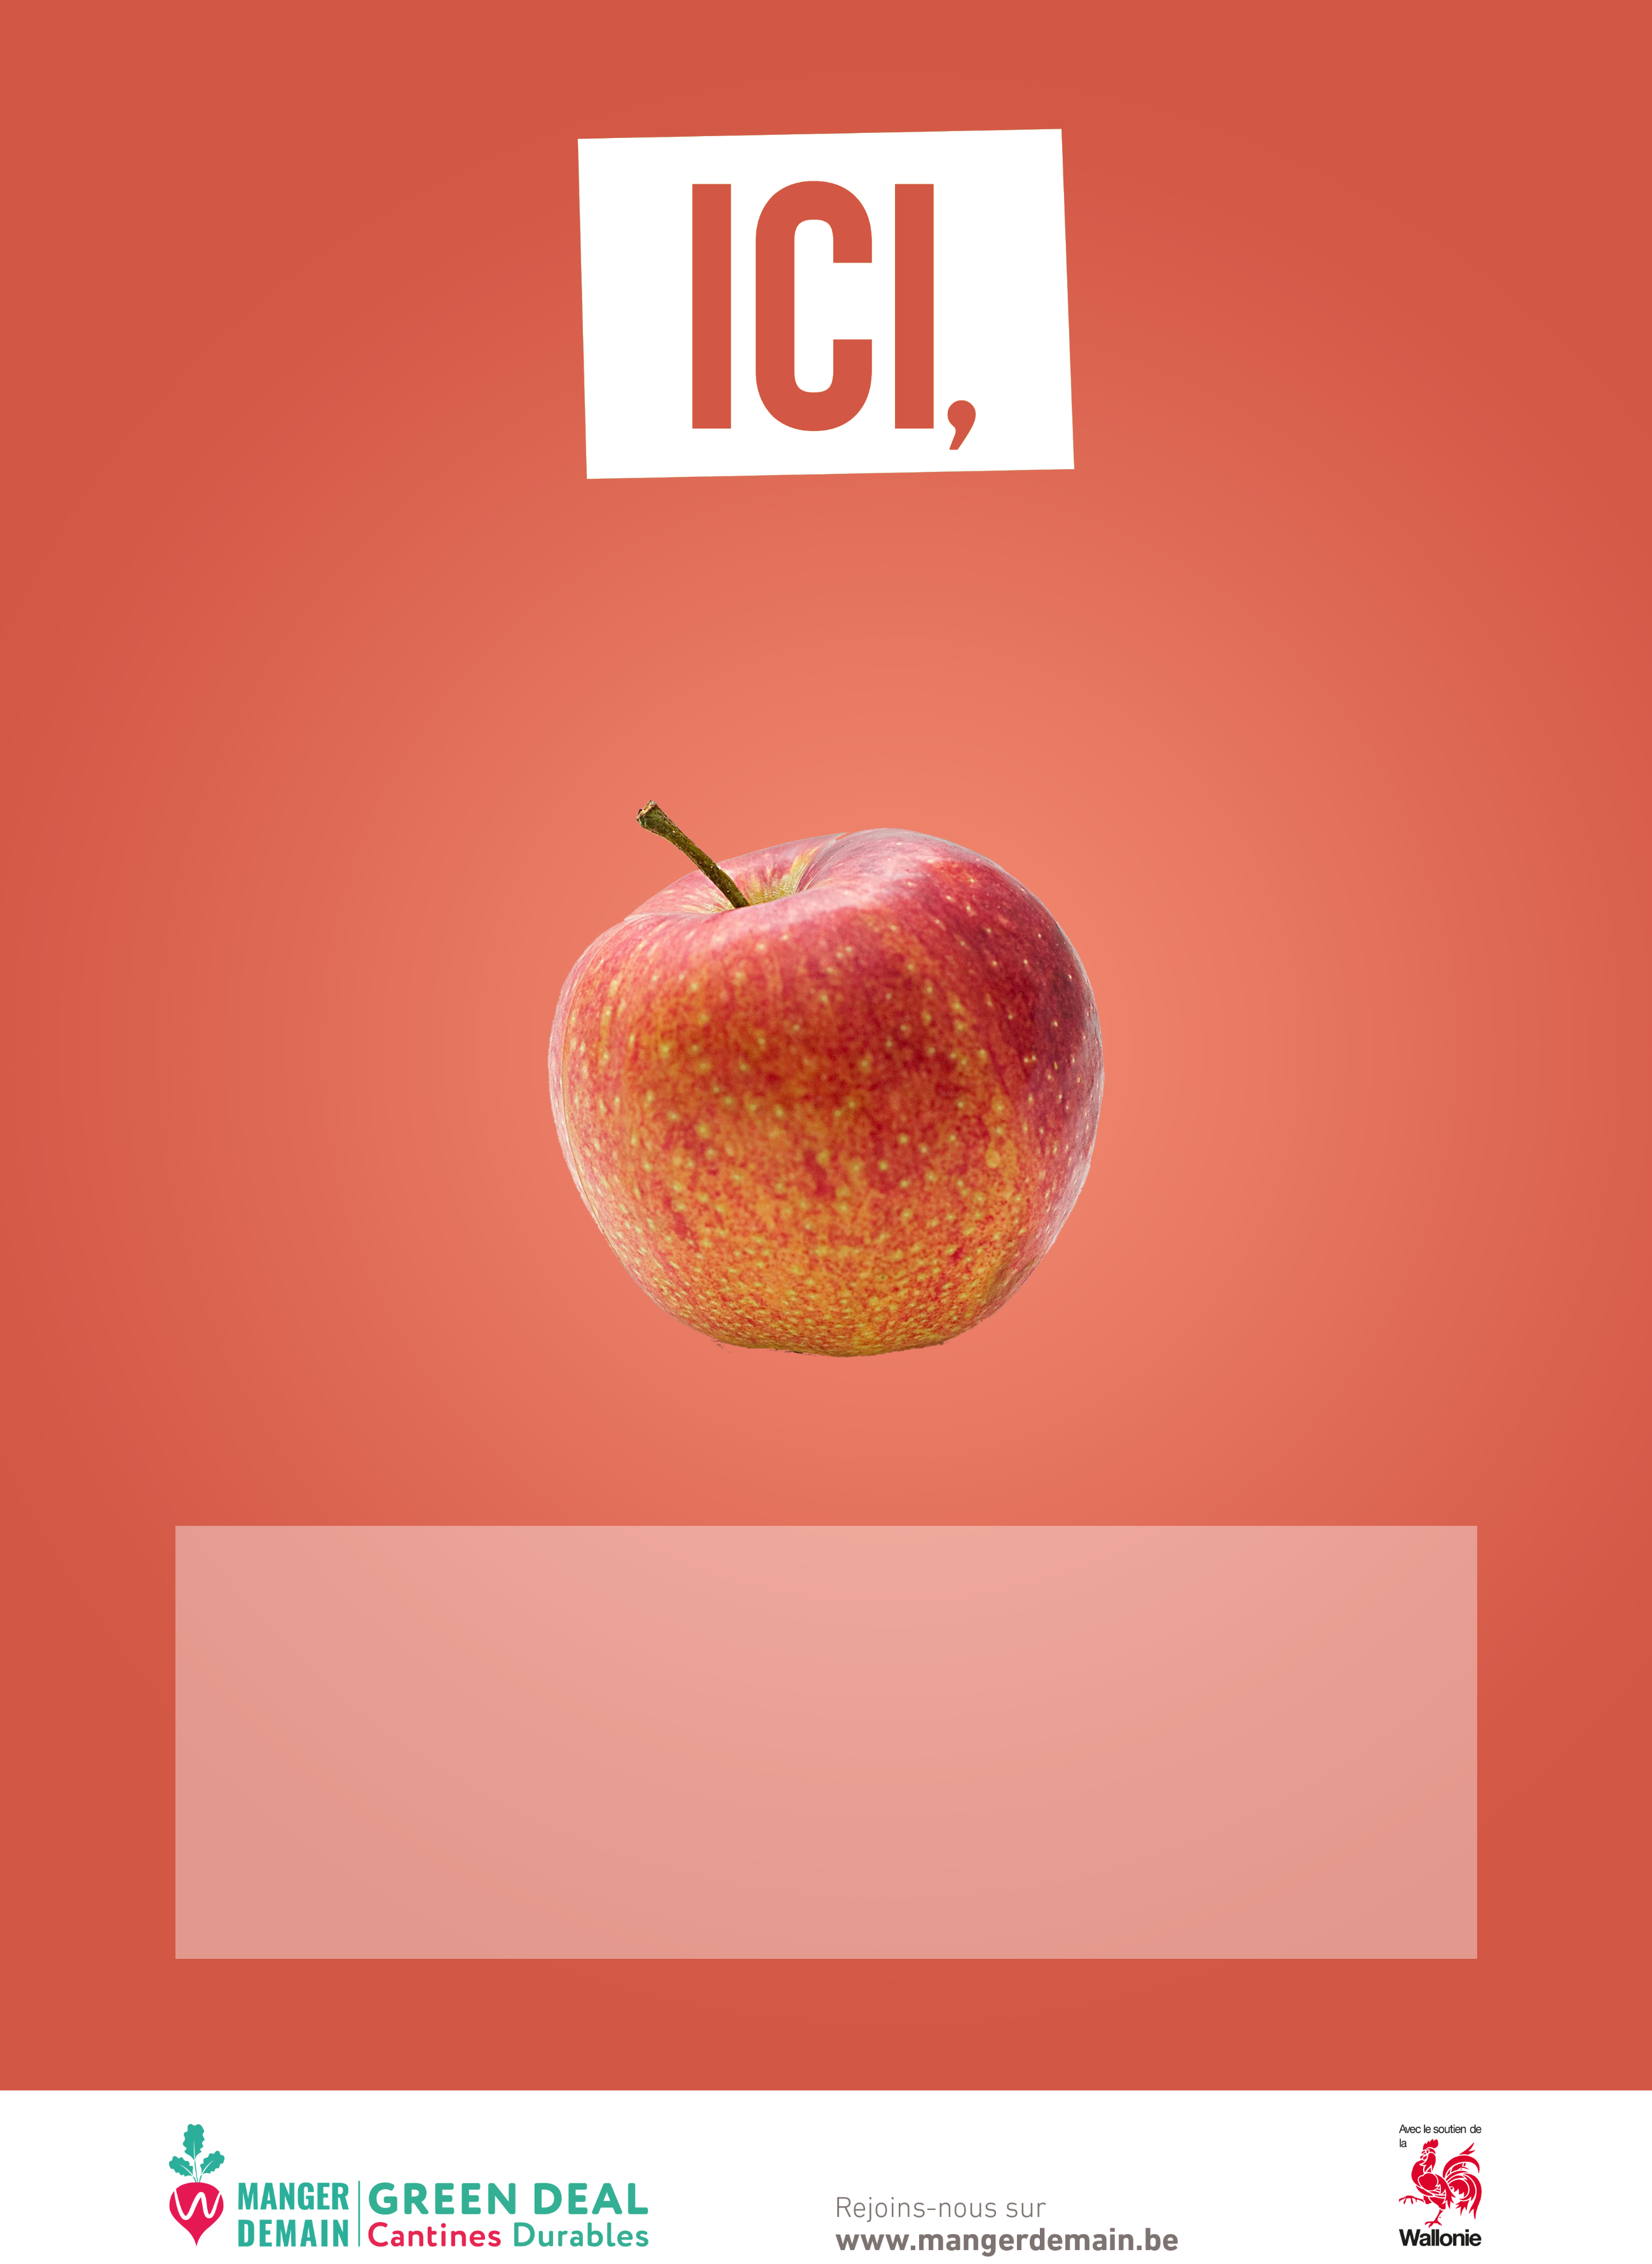 ICI,
MANGER
DEMAIN
GREEN DEAL
Cantines Durables
Rejoins-nous sur
www.mangerdemain.be
Avec le soutien de
la
Wallonie